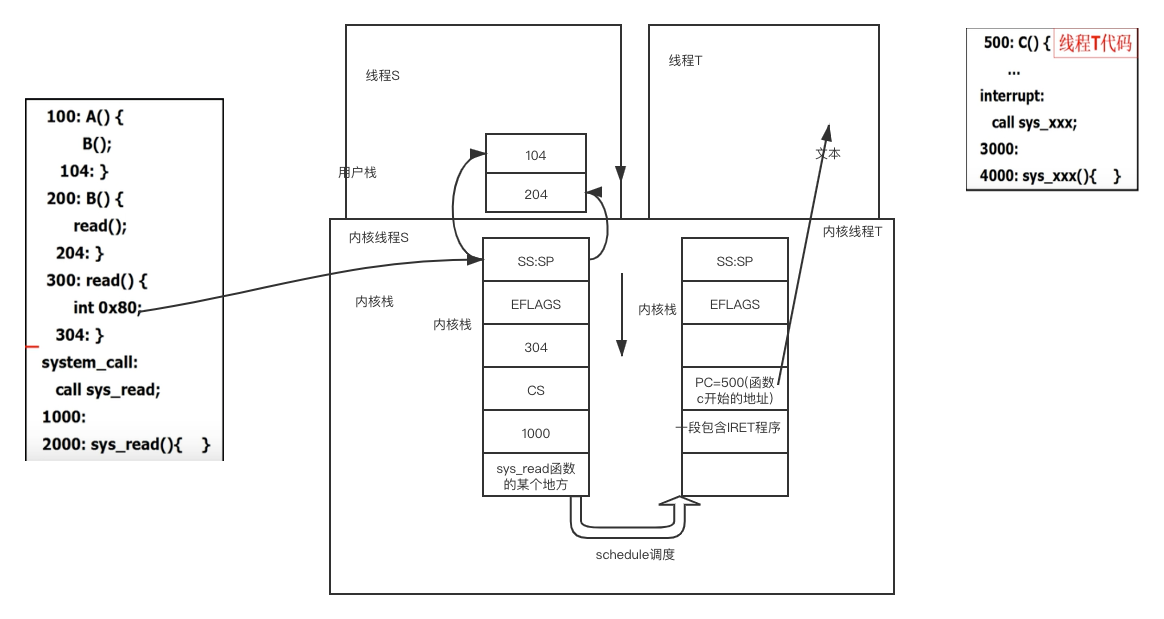 100: A() {
B();
104: }
200: B() {
read();
204: }
300: read() {
int 0x80;
304: }
system_call:
call sys_read;
1000:
2000: sys_read(){ }
线程S
用户栈
104
204
线程T
文本
内核线程S
内核栈
内核栈
SS:SP
EFLAGS
304
CS
1000
sys_read函数
的某个地方
内核线程T
内核栈
SS:SP
EFLAGS
PC=500(函数
c开始的地址)
一段包含IRET程序
schedule调度
500: C() { 线程T代码
...
interrupt:
call sys_xxx;
3000:
4000: sys_xxx(){ }